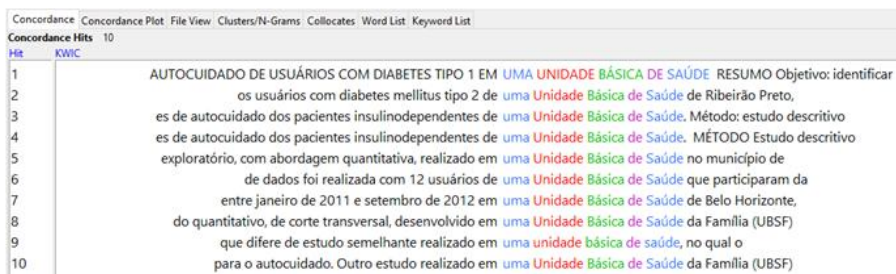 Concordance Concordance Plot File View Clusters/N-Grams Collocates Word List Keyword List
Concordance Hits 10
Hit KWIC
1 AUTOCUIDADO DE USUÁRIOS COM DIABETES TIPO 1 EM UMA UNIDADE BÁSICA DE SAÚDE RESUMO Objetivo: identificar
2 os usuários com diabetes mellitus tipo 2 de uma Unidade Básica de Saúde de Ribeirão Preto,
3 es de autocuidado dos pacientes insulinodependentes de uma Unidade Básica de Saúde. Método: estudo descritivo
4 es de autocuidado dos pacientes insulinodependentes de uma Unidade Básica de Saúde. MÉTODO Estudo descritivo
5 exploratório, com abordagem quantitativa, realizado em uma Unidade Básica de Saúde no município de
6 de dados foi realizada com 12 usuários de uma Unidade Básica de Saúde que participaram da
7 entre janeiro de 2011 e setembro de 2012 em uma Unidade Básica de Saúde de Belo Horizonte,
8 do quantitativo, de corte transversal, desenvolvido em uma Unidade Básica de Saúde da Família (UBSF)
9 que difere de estudo semelhante realizado em uma unidade básica de saúde, no qual o
10 para o autocuidado. Outro estudo realizado em uma Unidade Básica de Saúde da Família (UBSF)